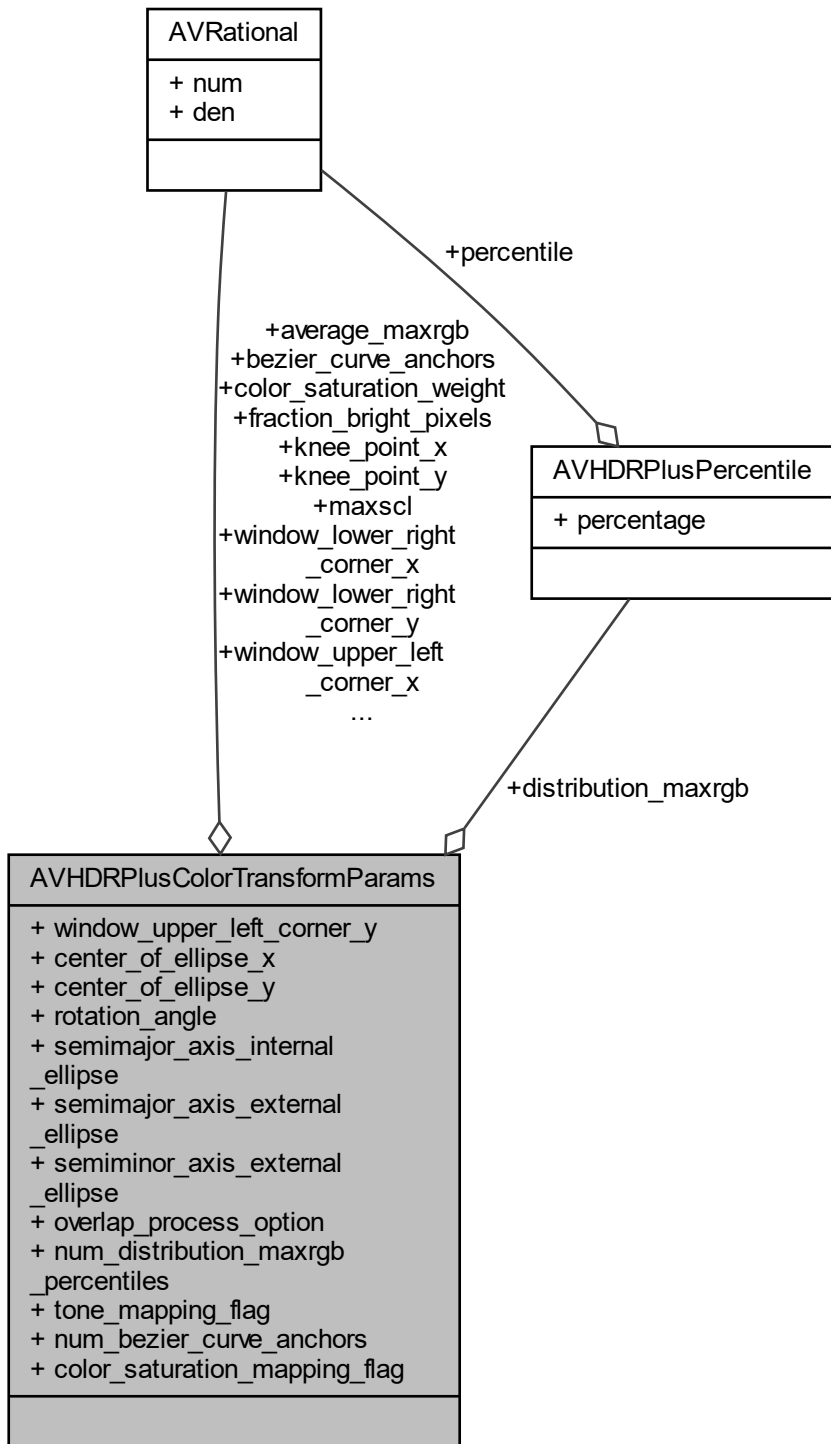 AVRational
+ num
+ den
+percentile
+average_maxrgb
+bezier_curve_anchors
+color_saturation_weight
+fraction_bright_pixels
+knee_point_x
+knee_point_y
+maxscl
+window_lower_right
_corner_x
+window_lower_right
_corner_y
+window_upper_left
_corner_x
...
AVHDRPlusPercentile
+ percentage
+distribution_maxrgb
AVHDRPlusColorTransformParams
+ window_upper_left_corner_y
+ center_of_ellipse_x
+ center_of_ellipse_y
+ rotation_angle
+ semimajor_axis_internal
_ellipse
+ semimajor_axis_external
_ellipse
+ semiminor_axis_external
_ellipse
+ overlap_process_option
+ num_distribution_maxrgb
_percentiles
+ tone_mapping_flag
+ num_bezier_curve_anchors
+ color_saturation_mapping_flag